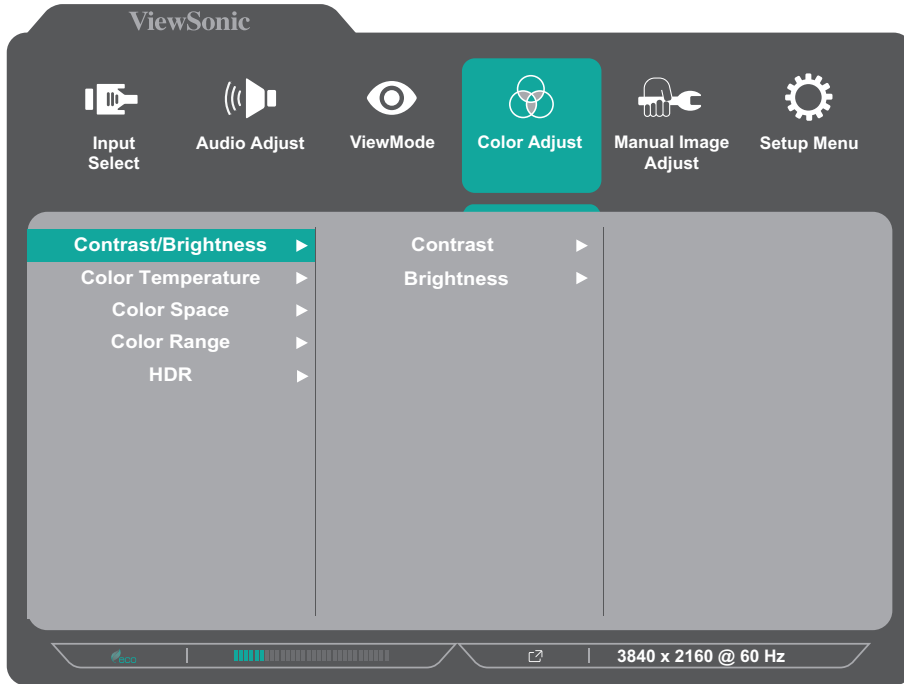 ViewSonic
Input Select
Audio Adjust
ViewMode
Color Adjust
Manual Image Adjust
Setup Menu
Contrast/Brightness
Contrast
Color Temperature
Brightness
Color Space
Color Range
HDR
eco
3840 x 2160 @ 60 Hz